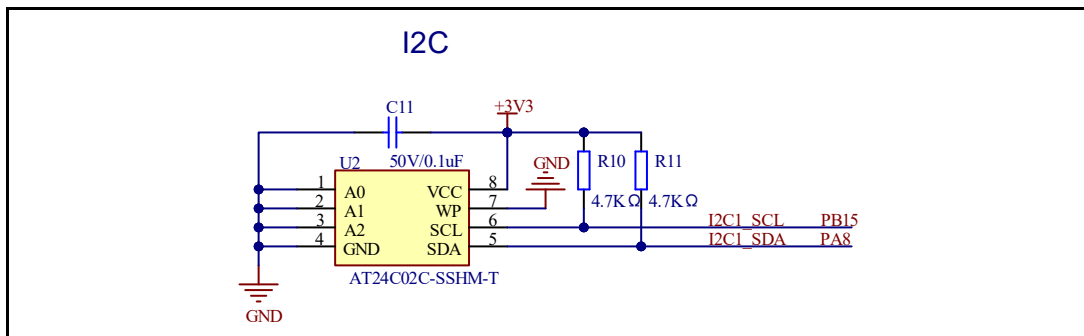 I2C
C11
+3V3
U2
50V/0.1uF
GND
R10
R11
1
A0
VCC
8
2
A1
WP
7
4.7KΩ
4.7KΩ
3
A2
SCL
6
I2C1_SCL
PB15
4
GND
SDA
5
I2C1_SDA
PA8
AT24C02C-SSHM-T
GND